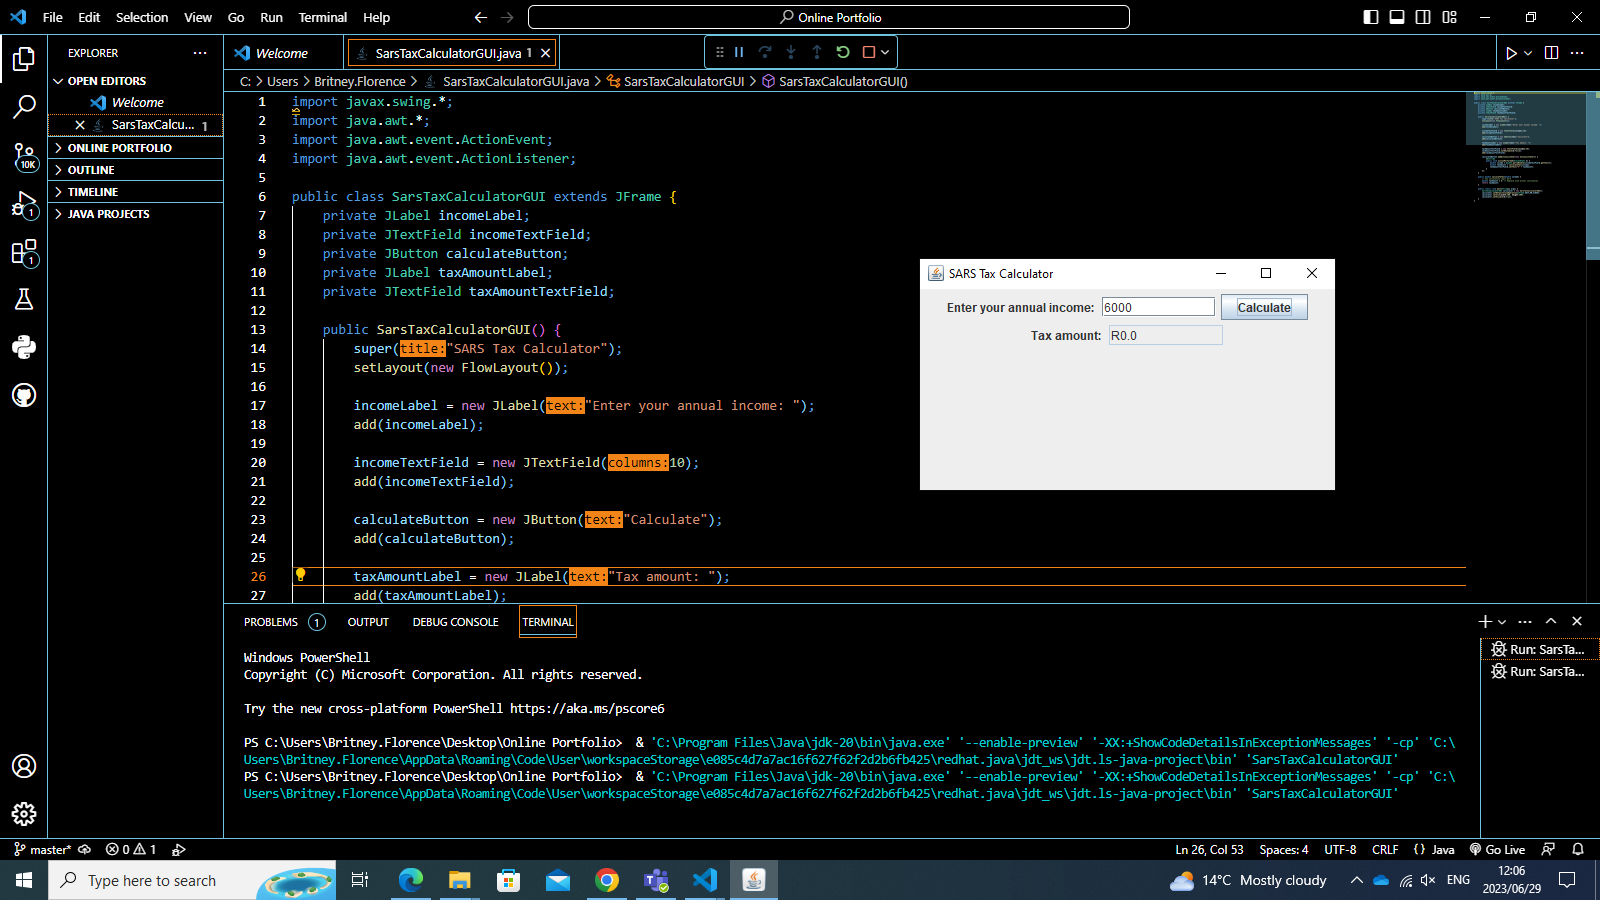 File Edit Selection View Go Run Terminal Help
Online Portfolio
EXPLORER
OPEN EDITORS
Welcome
SarsTaxCalcu... 1
ONLINE PORTFOLIO
OUTLINE
TIMELINE
JAVA PROJECTS
10K
1
1
Welcome
SarsTaxCalculatorGUI.java 1
C: > Users > Britney.Florence > SarsTaxCalculatorGUI.java > SarsTaxCalculatorGUI > SarsTaxCalculatorGUI()
1 import javax.swing.*;
2 import java.awt.*;
3 import java.awt.event.ActionEvent;
4 import java.awt.event.ActionListener;
5
6 public class SarsTaxCalculatorGUI extends JFrame {
7 private JLabel incomeLabel;
8 private JTextField incomeTextField;
9 private JButton calculateButton;
10 private JLabel taxAmountLabel;
11 private JTextField taxAmountTextField;
12
13 public SarsTaxCalculatorGUI() {
14 super(title:"SARS Tax Calculator");
15 setLayout(new FlowLayout());
16
17 incomeLabel = new JLabel(text:"Enter your annual income: ");
18 add(incomeLabel);
19
20 incomeTextField = new JTextField(columns:10);
21 add(incomeTextField);
22
23 calculateButton = new JButton(text:"Calculate");
24 add(calculateButton);
25
26 taxAmountLabel = new JLabel(text:"Tax amount: ");
27 add(taxAmountLabel);
SARS Tax Calculator
Enter your annual income: 6000 Calculate
Tax amount: R0.0
PROBLEMS 1 OUTPUT DEBUG CONSOLE TERMINAL
Windows PowerShell
Copyright (C) Microsoft Corporation. All rights reserved.
Try the new cross-platform PowerShell https://aka.ms/pscore6
PS C:\Users\Britney.Florence\Desktop\Online Portfolio> & 'C:\Program Files\Java\jdk-20\bin\java.exe' '--enable-preview' '-XX:+ShowCodeDetailsInExceptionMessages' '-cp' 'C:\
Users\Britney.Florence\AppData\Roaming\Code\User\workspaceStorage\e085c4d7a7ac16f627f62f2d2b6fb425\redhat.java\jdt_ws\jdt.ls-java-project\bin' 'SarsTaxCalculatorGUI'
PS C:\Users\Britney.Florence\Desktop\Online Portfolio> & 'C:\Program Files\Java\jdk-20\bin\java.exe' '--enable-preview' '-XX:+ShowCodeDetailsInExceptionMessages' '-cp' 'C:\
Users\Britney.Florence\AppData\Roaming\Code\User\workspaceStorage\e085c4d7a7ac16f627f62f2d2b6fb425\redhat.java\jdt_ws\jdt.ls-java-project\bin' 'SarsTaxCalculatorGUI'
Run: SarsTa...
Run: SarsTa...
master* 0 1
Ln 26, Col 53 Spaces: 4 UTF-8 CRLF {} Java Go Live
Type here to search
14°C Mostly cloudy ENG
12:06
2023/06/29